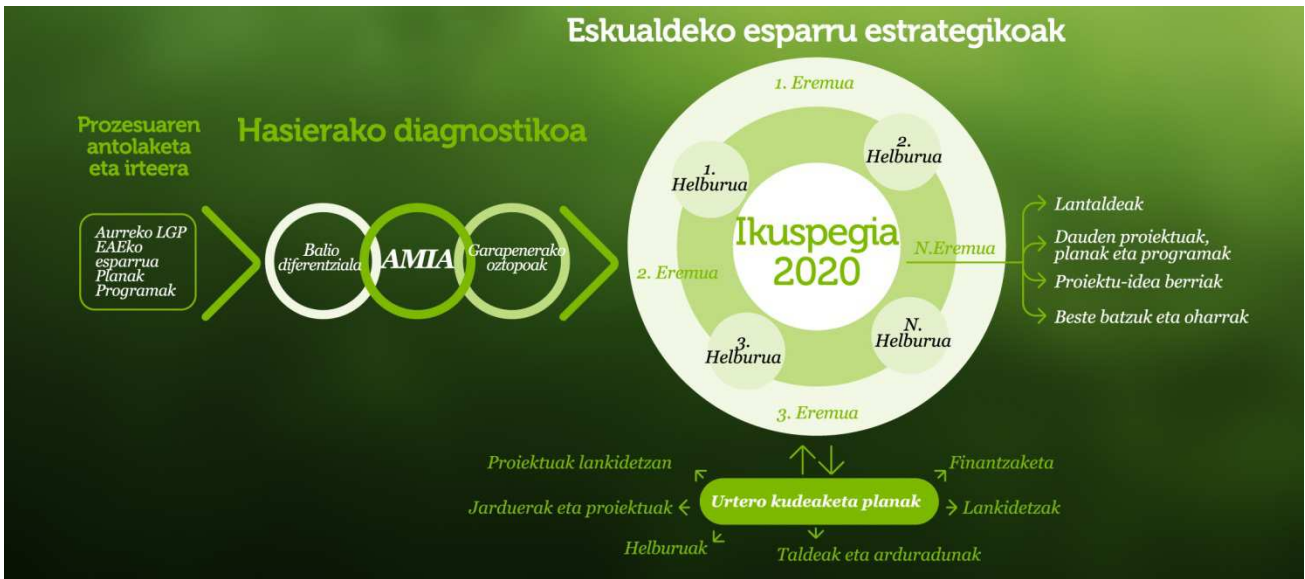 Eskualdeko esparru estrategikoak
Prozesuaren
antolaketa
eta irteera
Hasierako diagnostikoa
Aurreko LGP
EAEko
esparrua
Planak
Programak
Balio
diferentziala
AMIA
Garapenerako
oztopoak
1. Eremua
1.
Helburua
2.
Helburua
Ikuspegia
2020
2. Eremua
N.Eremua
3.
Helburua
N.
Helburua
3. Eremua
Lantaldeak
Dauden proiektuak,
planak eta programak
Proiektu-idea berriak
Beste batzuk eta oharrak
Proiektuak lankidetzan
Finantzaketa
Jarduerak eta proiektuak
Urtero kudeaketa planak
Lankidetzak
Helburuak
Taldeak eta arduradunak